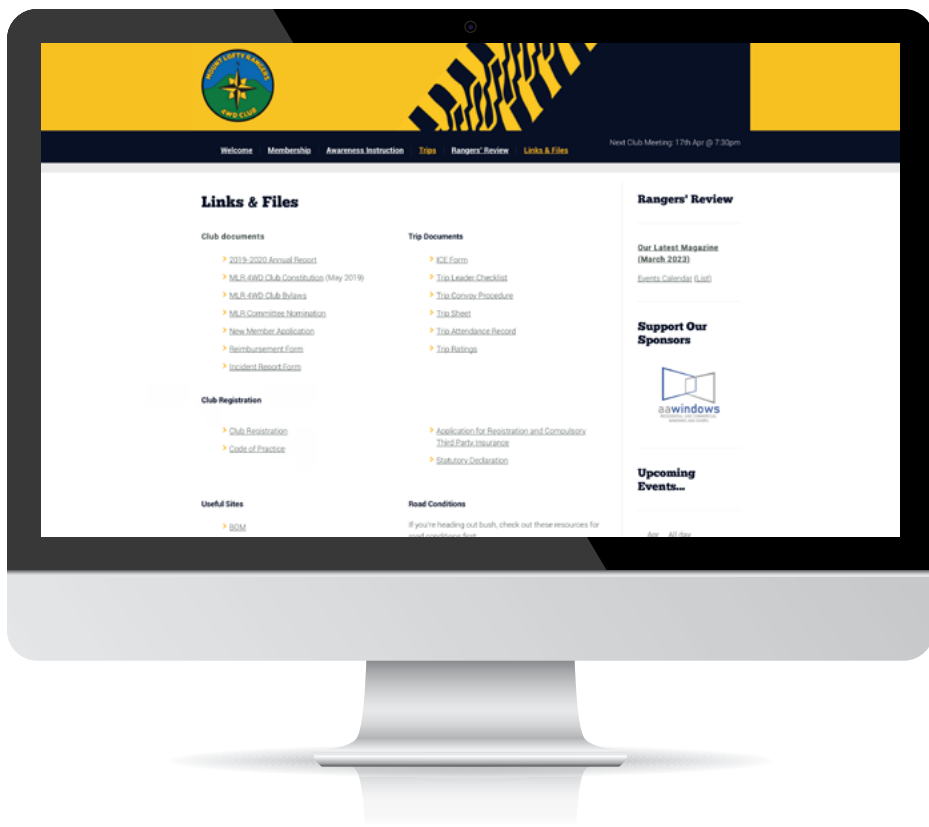 MOUNT LOFTY RANGERS
4WD CLUB
Welcome Membership Awareness Instruction Trips Rangers' Review Links & Files
Next Club Meeting: 17th Apr @ 7:30pm
Links & Files
Club documents
2019-2020 Annual Report
MLR 4WD Club Constitution (May 2019)
MLR 4WD Club Bylaws
MLR Committee Nomination
New Member Application
Reimbursement Form
Incident Report Form
Trip Documents
ICE Form
Trip Leader Checklist
Trip Convoy Procedure
Trip Sheet
Trip Attendance Record
Trip Ratings
Club Registration
Club Registration
Code of Practice
Application for Registration and Compulsory
Third Party Insurance
Statutory Declaration
Useful Sites
BOM
Road Conditions
If you're heading out bush, check out these resources for
road conditions first
Rangers' Review
Our Latest Magazine
(March 2023)
Events Calendar (List)
Support Our
Sponsors
aawindows
Upcoming
Events...
Apr All day